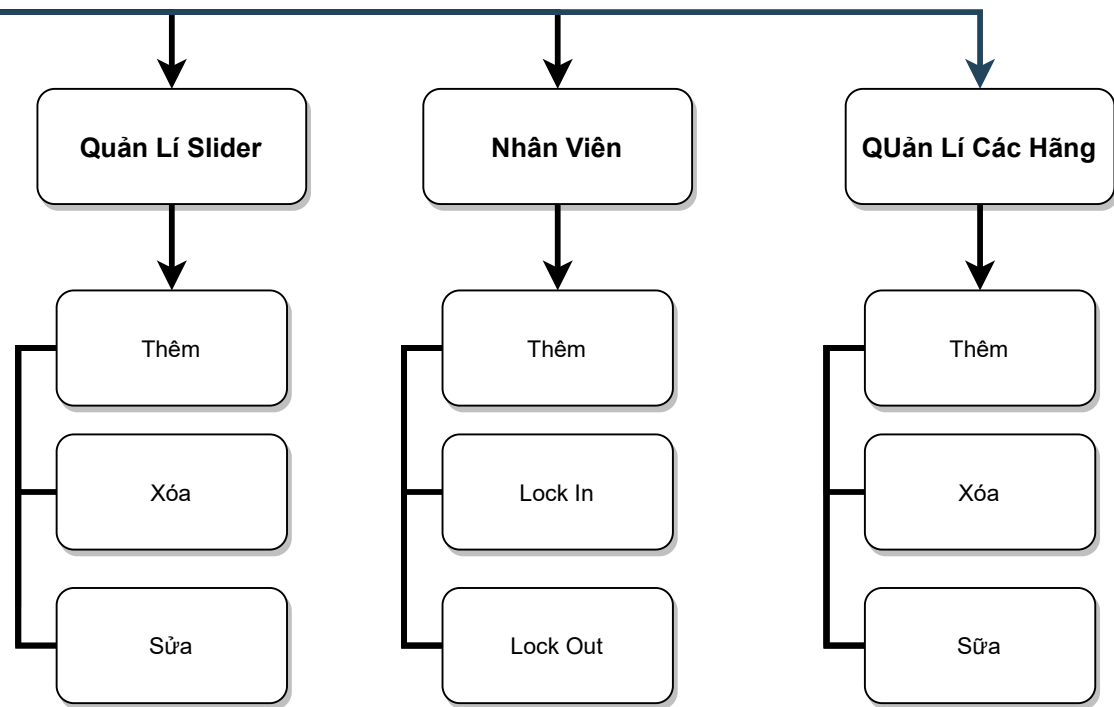 Quản Lí Slider
Nhân Viên
QUản Lí Các Hãng
Thêm
Thêm
Thêm
Xóa
Lock In
Xóa
Sửa
Lock Out
Sữa